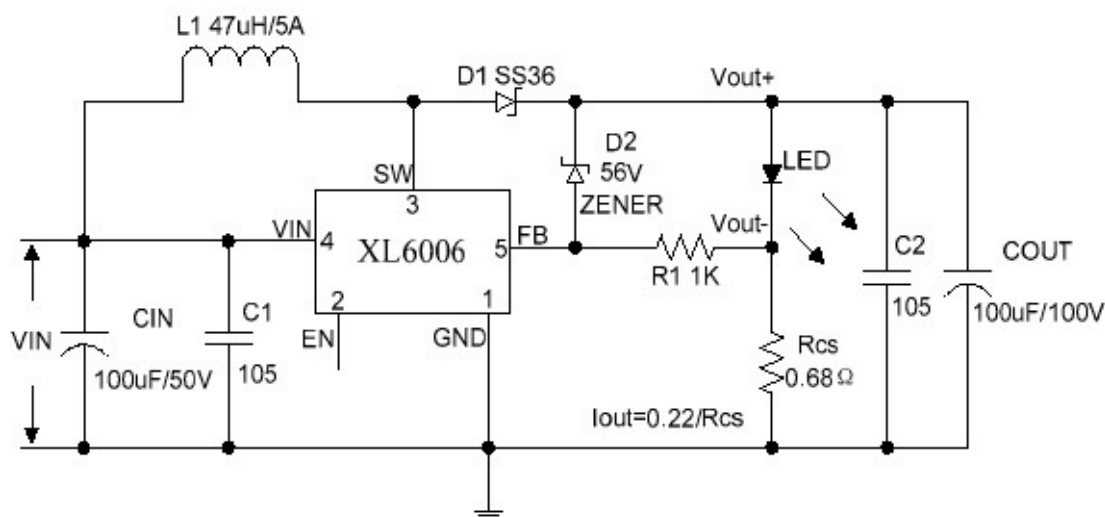 L1 47uH/5A
D1 SS36
Vout+
D2
56V
ZENER
LED
SW
3
VIN
4
XL6006
5
FB
Vout-
R1 1K
C2
105
COUT
100uF/100V
2
1
EN
GND
VIN
CIN
100uF/50V
C1
105
Rcs
0.68Ω
Iout=0.22/Rcs